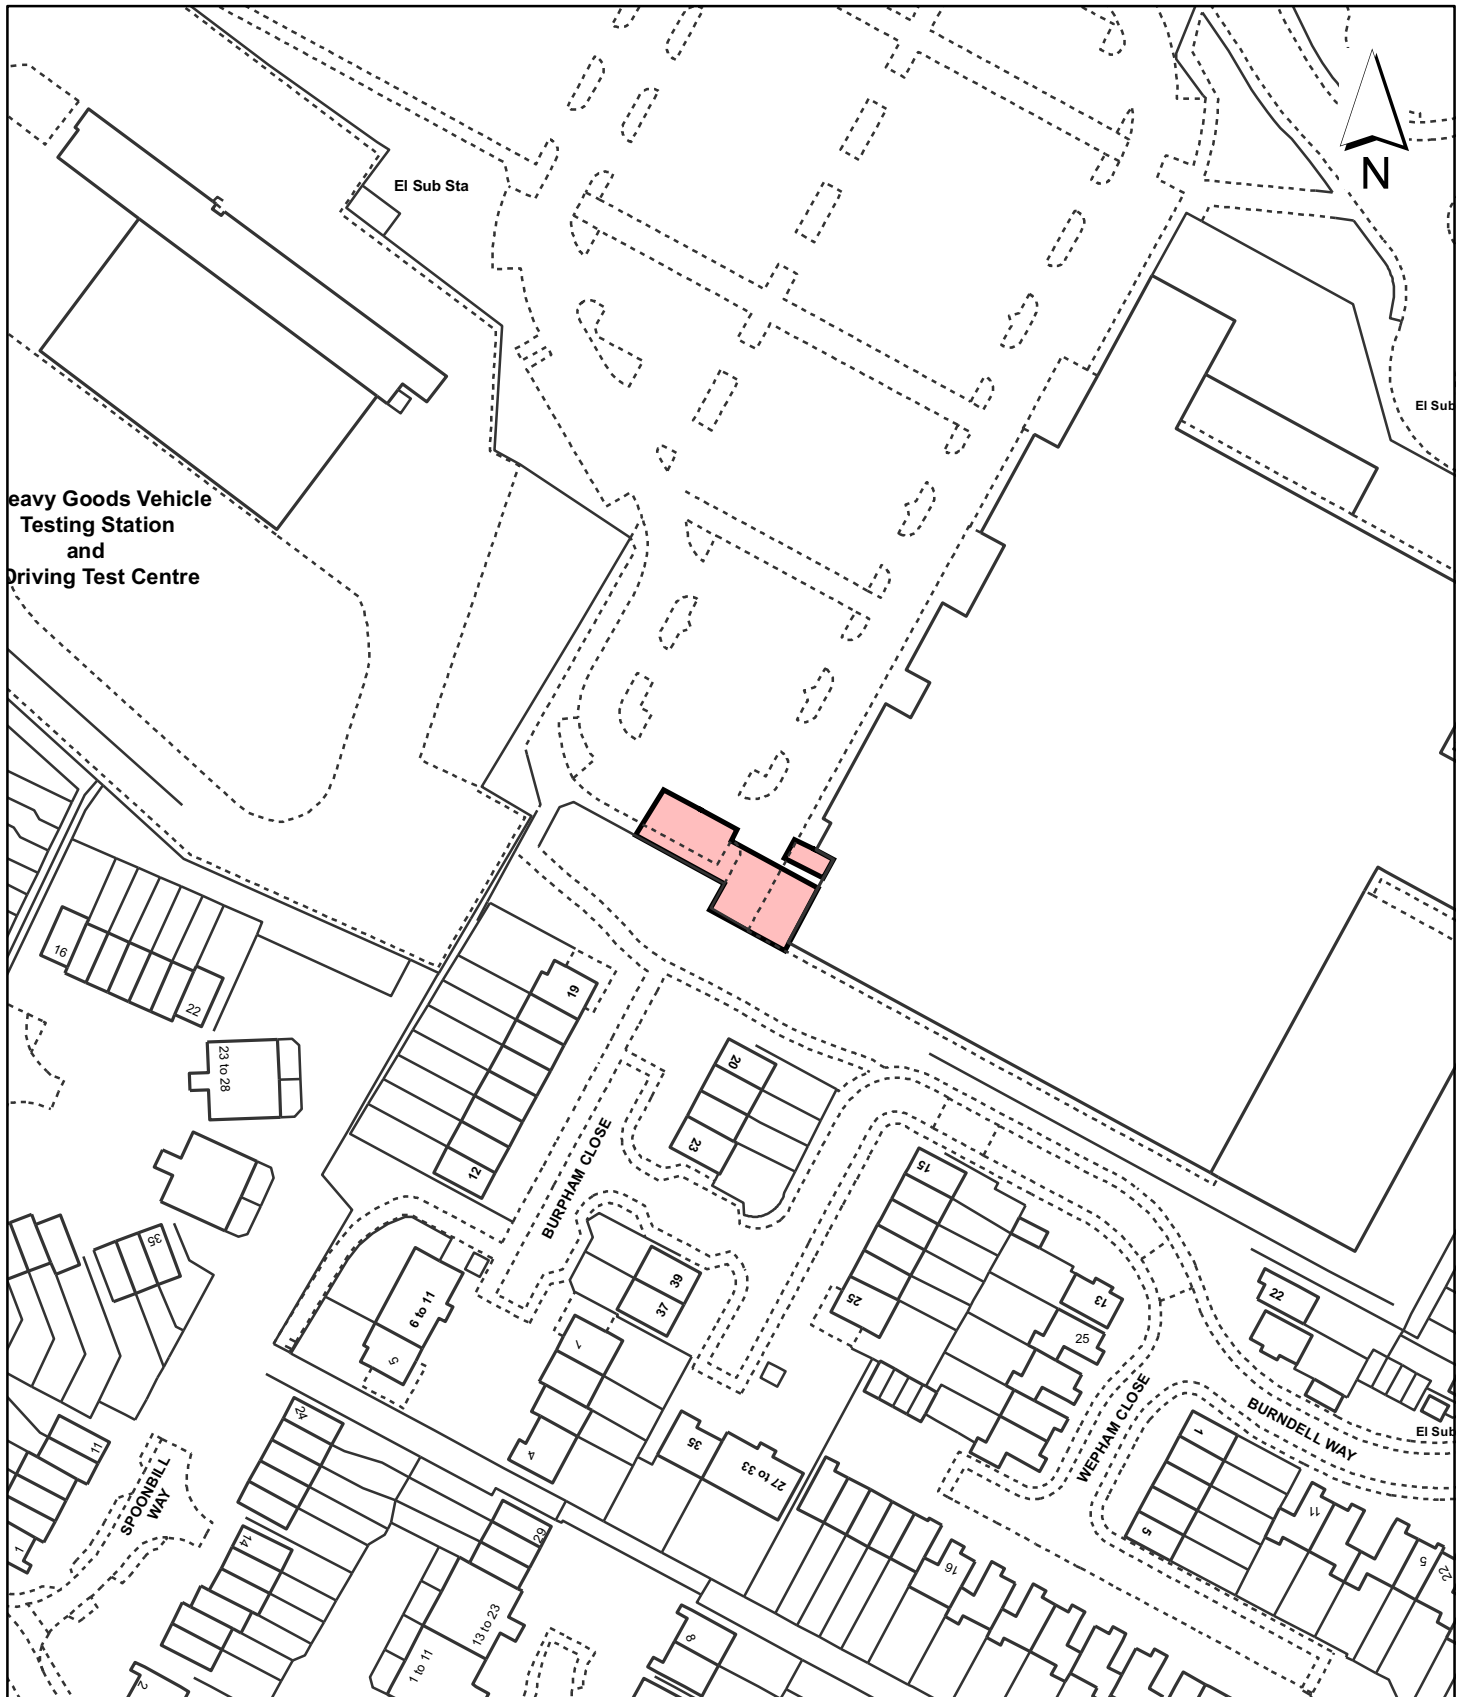 El Sub Sta
N
El Sub
eavy Goods Vehicle
Testing Station
and
Driving Test Centre
16
22
19
23 to 28
20
23
12
BURPHAM CLOSE
15
35
39
37
6 to 11
5
25
13
25
22
7
24
4
35
27 to 33
WEPHAM CLOSE
BURNDELL WAY
El Sub
1
11
SPOONBILL
WAY
1
14
29
5
11
5
22
16
13 to 23
1 to 11
8
2